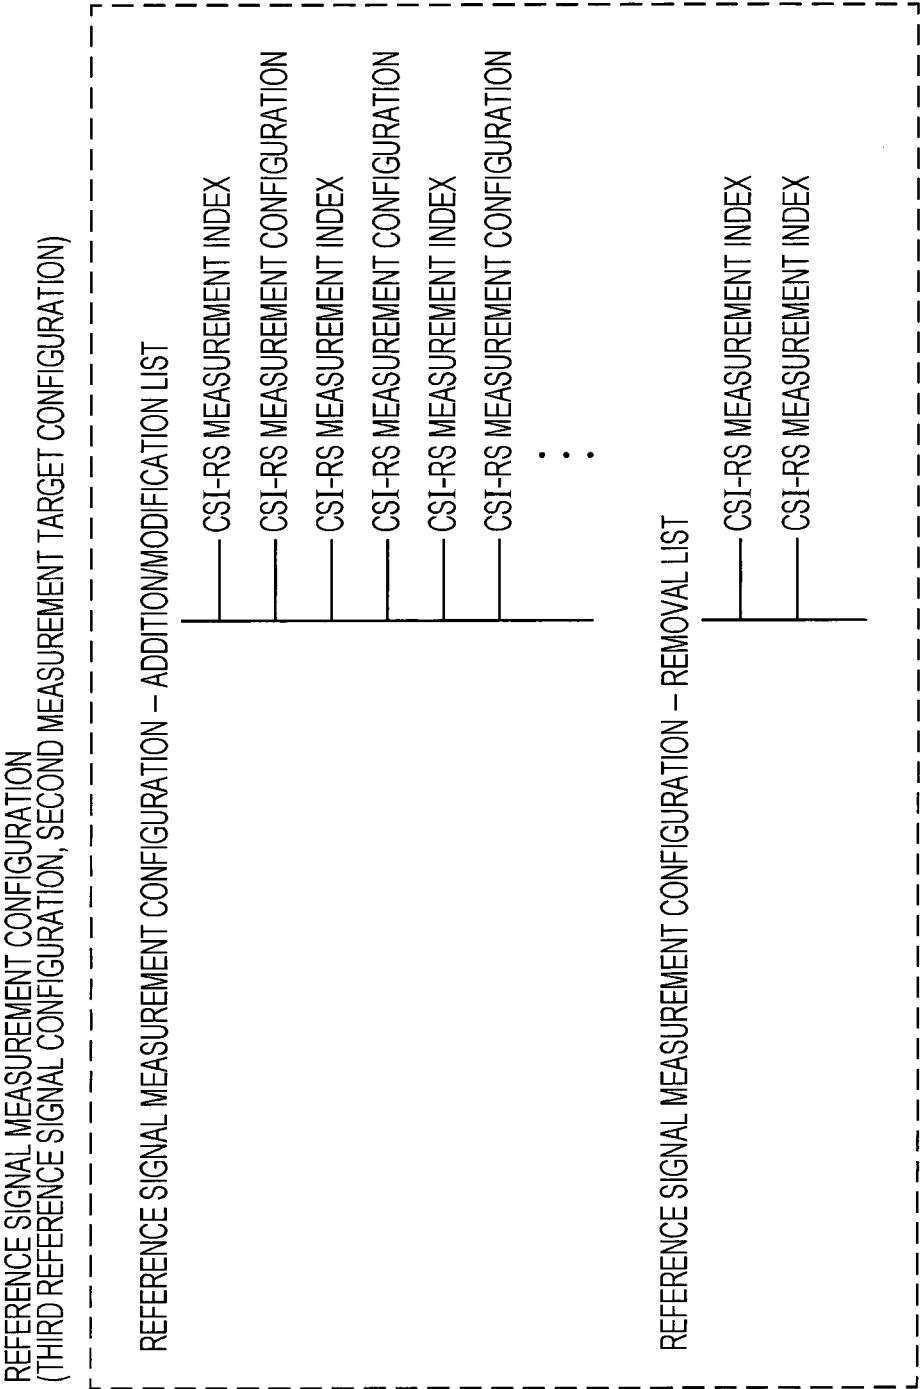 REFERENCE SIGNAL MEASUREMENT CONFIGURATION
(THIRD REFERENCE SIGNAL CONFIGURATION, SECOND MEASUREMENT TARGET CONFIGURATION)
REFERENCE SIGNAL MEASUREMENT CONFIGURATION – ADDITION/MODIFICATION LIST
CSI-RS MEASUREMENT INDEX
CSI-RS MEASUREMENT CONFIGURATION
CSI-RS MEASUREMENT INDEX
CSI-RS MEASUREMENT CONFIGURATION
CSI-RS MEASUREMENT INDEX
CSI-RS MEASUREMENT CONFIGURATION
...
REFERENCE SIGNAL MEASUREMENT CONFIGURATION – REMOVAL LIST
CSI-RS MEASUREMENT INDEX
CSI-RS MEASUREMENT INDEX